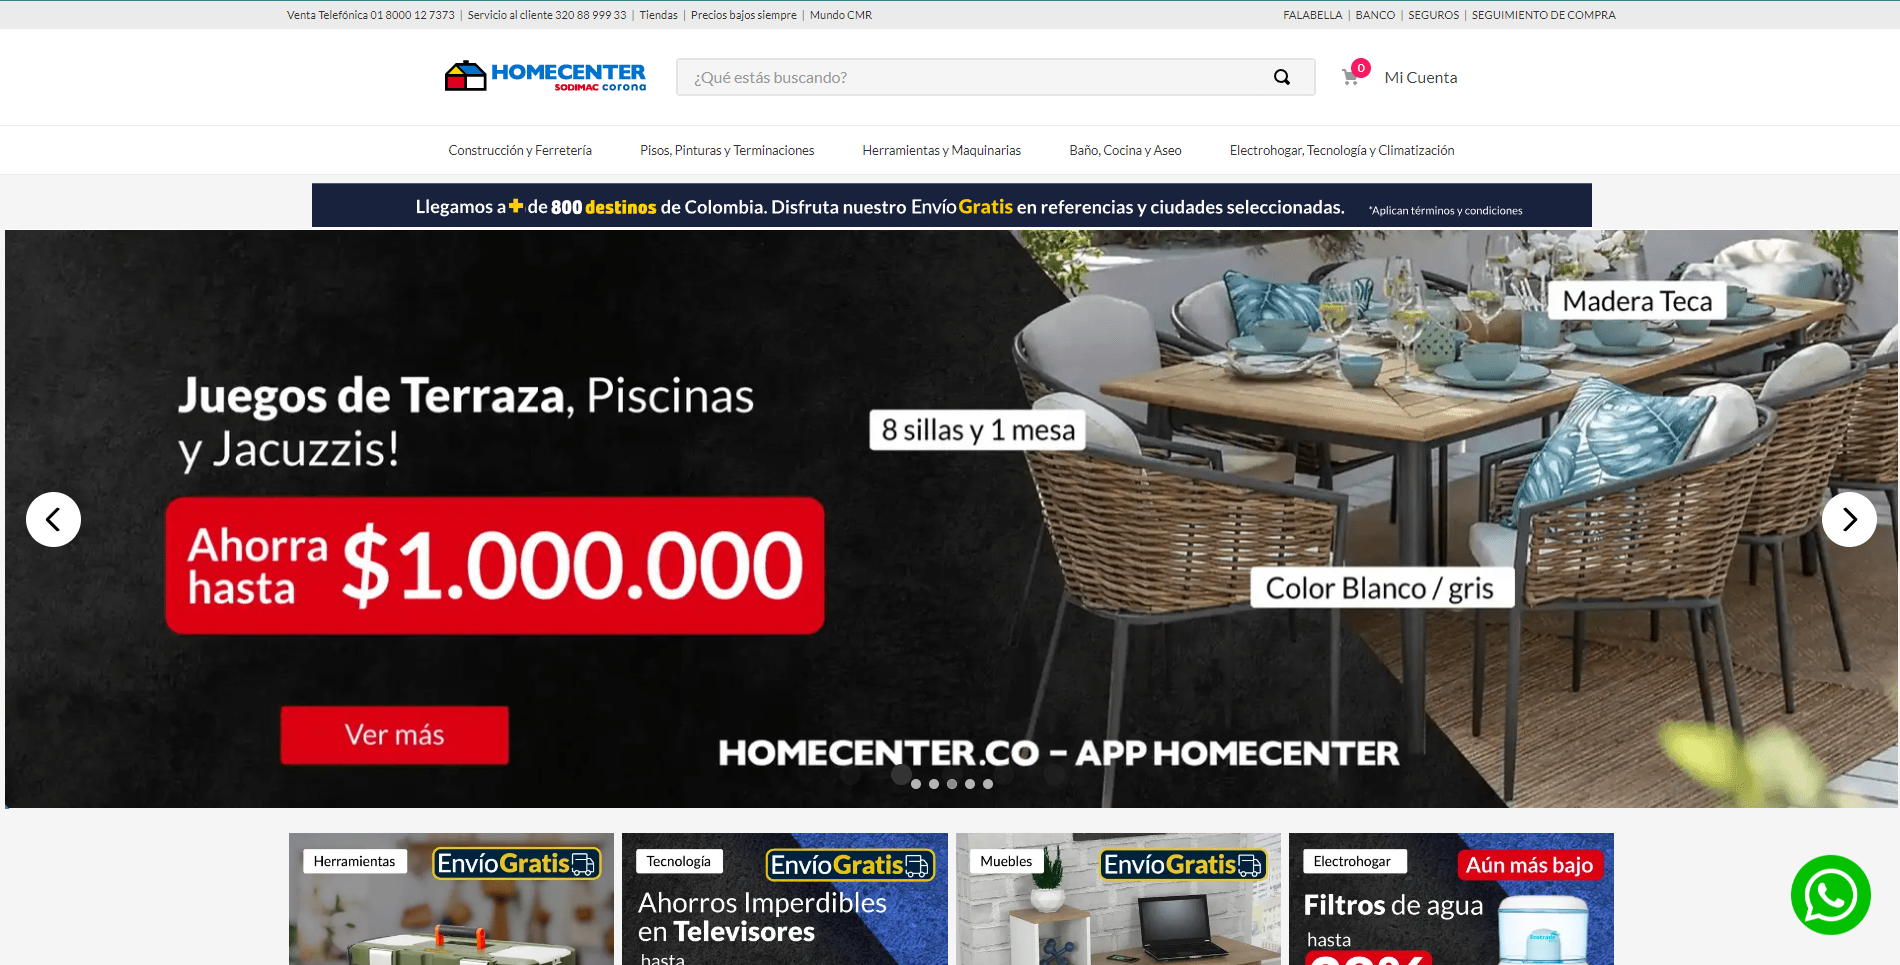 Venta Telefónica 01 8000 12 7373 | Servicio al cliente 320 88 999 33 | Tiendas | Precios bajos siempre | Mundo CMR
FALABELLA | BANCO | SEGUROS | SEGUIMIENTO DE COMPRA
HOMECENTER
SODIMAC corona
¿Qué estás buscando?
0
Mi Cuenta
Construcción y Ferretería
Pisos, Pinturas y Terminaciones
Herramientas y Maquinarias
Baño, Cocina y Aseo
Electrohogar, Tecnología y Climatización
Llegamos a + de 800 destinos de Colombia. Disfruta nuestro Envío Gratis en referencias y ciudades seleccionadas. *Aplican términos y condiciones
Madera Teca
Juegos de Terraza, Piscinas
y Jacuzzis!
8 sillas y 1 mesa
Ahorra
hasta
$1.000.000
Color Blanco / gris
Ver más
HOMECENTER.CO – APP HOMECENTER
Herramientas
EnvíoGratis
Tecnología
EnvíoGratis
Ahorros Imperdibles
en Televisores
hasta
Muebles
EnvíoGratis
Electrohogar
Aún más bajo
Filtros de agua
hasta
Ecotrade